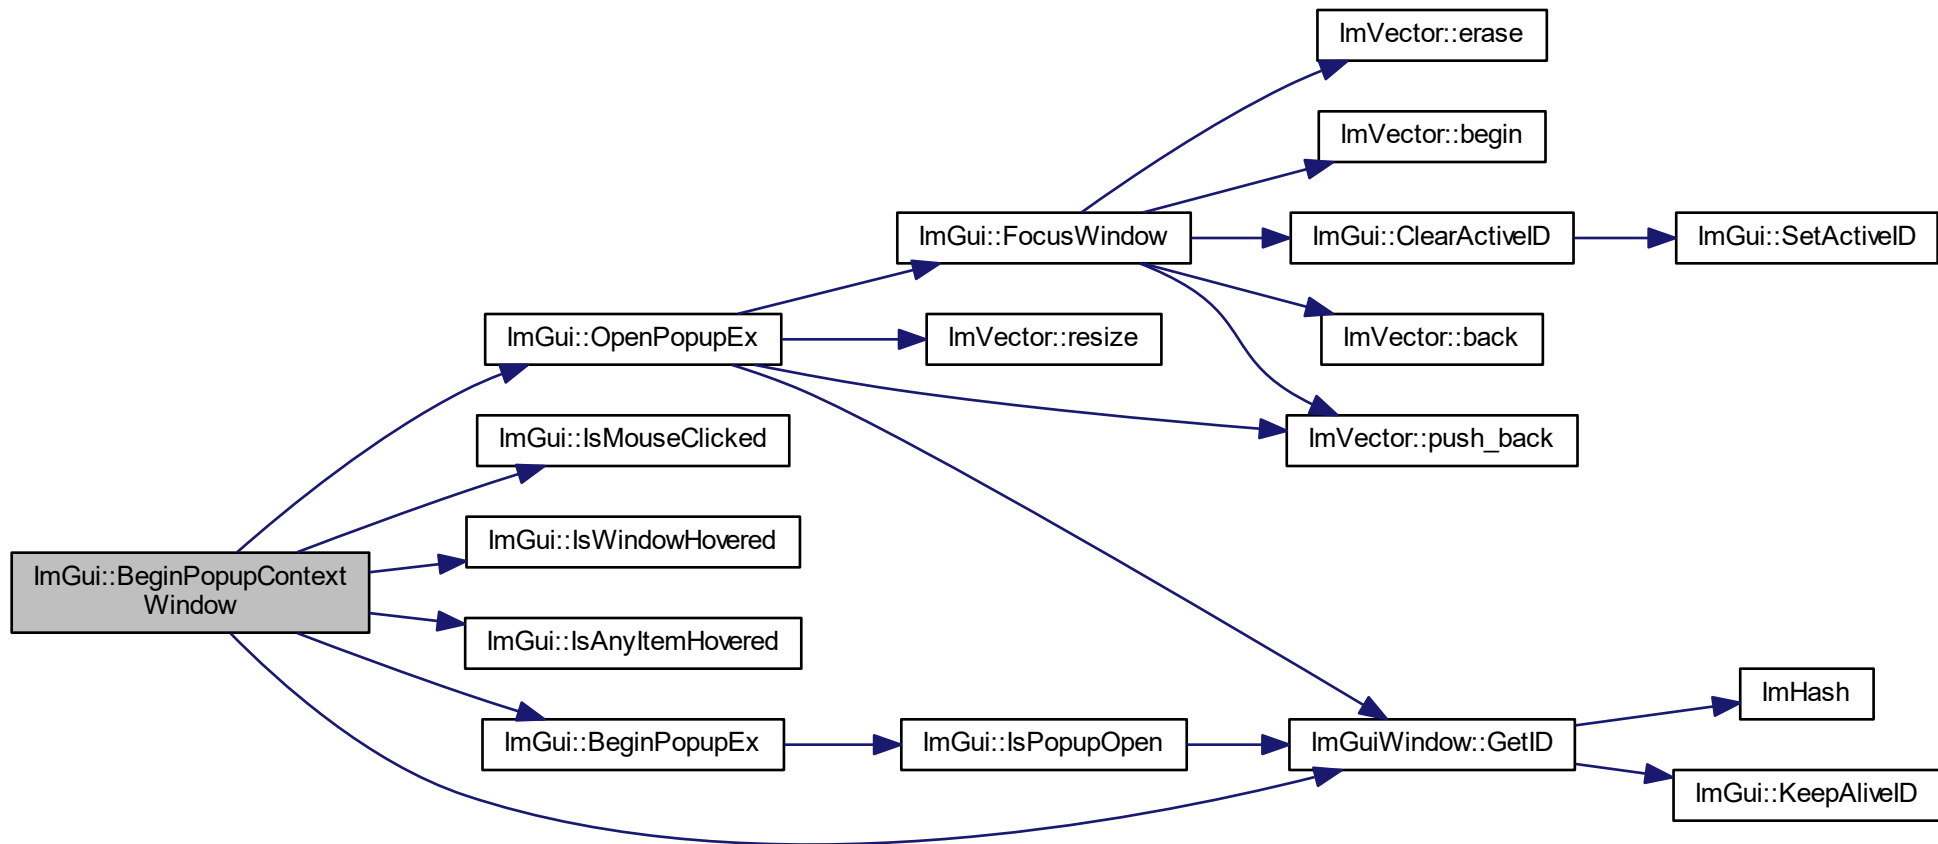 ImVector::erase
ImVector::begin
ImGui::FocusWindow
ImGui::ClearActiveID
ImGui::SetActiveID
ImGui::OpenPopupEx
ImVector::resize
ImVector::back
ImGui::IsMouseClicked
ImVector::push_back
ImGui::IsWindowHovered
ImGui::BeginPopupContext
Window
ImGui::IsAnyItemHovered
ImHash
ImGui::BeginPopupEx
ImGui::IsPopupOpen
ImGuiWindow::GetID
ImGui::KeepAliveID